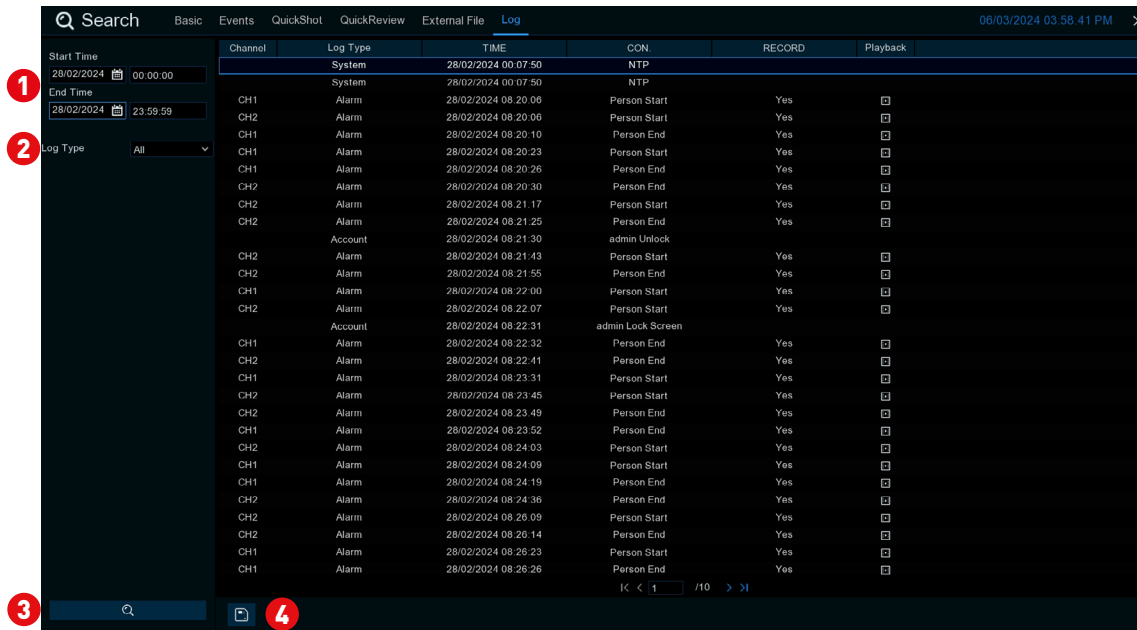 Search Basic Events QuickShot QuickReview External File Log 06/03/2024 03:58:41 PM
Start Time
28/02/2024 00:00:00
1
End Time
28/02/2024 23:59:59
2
Log Type All
Channel Log Type TIME CON. RECORD Playback
System 28/02/2024 00:07:50 NTP
System 28/02/2024 00:07:50 NTP
CH1 Alarm 28/02/2024 08:20:06 Person Start Yes
CH2 Alarm 28/02/2024 08:20:06 Person Start Yes
CH1 Alarm 28/02/2024 08:20:10 Person End Yes
CH1 Alarm 28/02/2024 08:20:23 Person Start Yes
CH1 Alarm 28/02/2024 08:20:26 Person End Yes
CH2 Alarm 28/02/2024 08:20:30 Person End Yes
CH2 Alarm 28/02/2024 08:21:17 Person Start Yes
CH2 Alarm 28/02/2024 08:21:25 Person End Yes
Account 28/02/2024 08:21:30 admin Unlock
CH2 Alarm 28/02/2024 08:21:43 Person Start Yes
CH2 Alarm 28/02/2024 08:21:55 Person End Yes
CH1 Alarm 28/02/2024 08:22:00 Person Start Yes
CH2 Alarm 28/02/2024 08:22:07 Person Start Yes
Account 28/02/2024 08:22:31 admin Lock Screen
CH1 Alarm 28/02/2024 08:22:32 Person End Yes
CH2 Alarm 28/02/2024 08:22:41 Person End Yes
CH1 Alarm 28/02/2024 08:23:31 Person Start Yes
CH2 Alarm 28/02/2024 08:23:45 Person Start Yes
CH2 Alarm 28/02/2024 08:23:49 Person End Yes
CH1 Alarm 28/02/2024 08:23:52 Person End Yes
CH2 Alarm 28/02/2024 08:24:03 Person Start Yes
CH1 Alarm 28/02/2024 08:24:09 Person Start Yes
CH1 Alarm 28/02/2024 08:24:19 Person End Yes
CH2 Alarm 28/02/2024 08:24:36 Person End Yes
CH2 Alarm 28/02/2024 08:26:09 Person Start Yes
CH2 Alarm 28/02/2024 08:26:14 Person End Yes
CH1 Alarm 28/02/2024 08:26:23 Person Start Yes
CH1 Alarm 28/02/2024 08:26:26 Person End Yes
1 /10
3
4